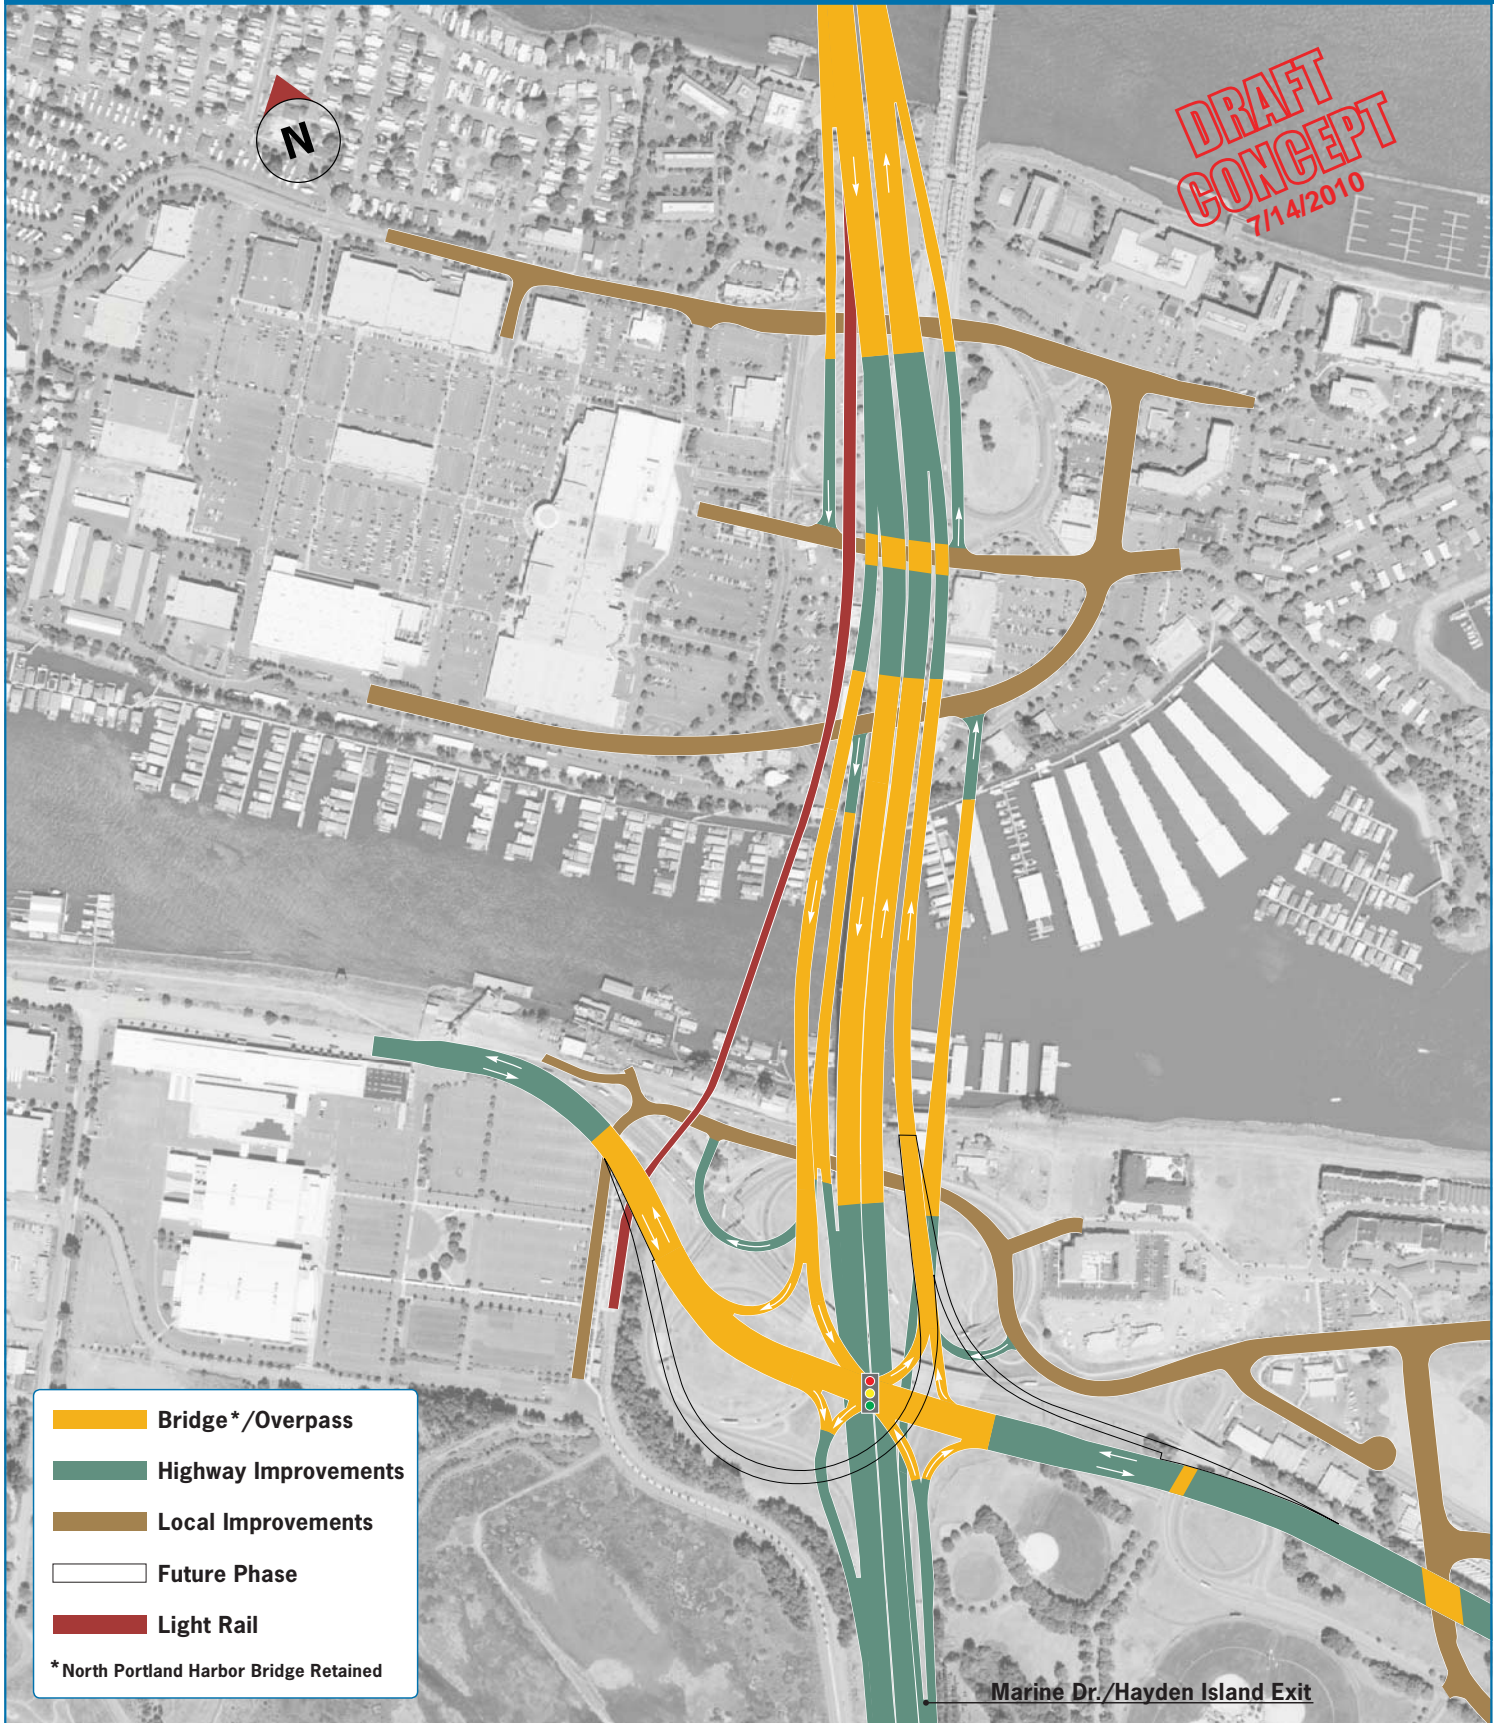 N
DRAFT
CONCEPT
7/14/2010
Bridge*/Overpass
Highway Improvements
Local Improvements
Future Phase
Light Rail
*North Portland Harbor Bridge Retained
Marine Dr./Hayden Island Exit